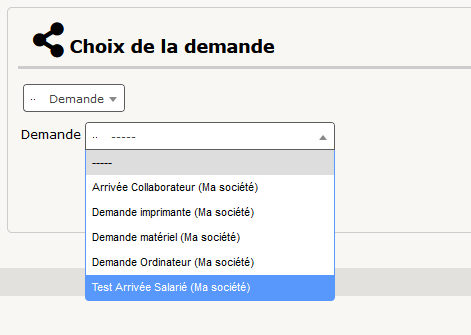 Choix de la demande
·· Demande
Demande ·· -----
-----
Arrivée Collaborateur (Ma société)
Demande imprimante (Ma société)
Demande matériel (Ma société)
Demande Ordinateur (Ma société)
Test Arrivée Salarié (Ma société)